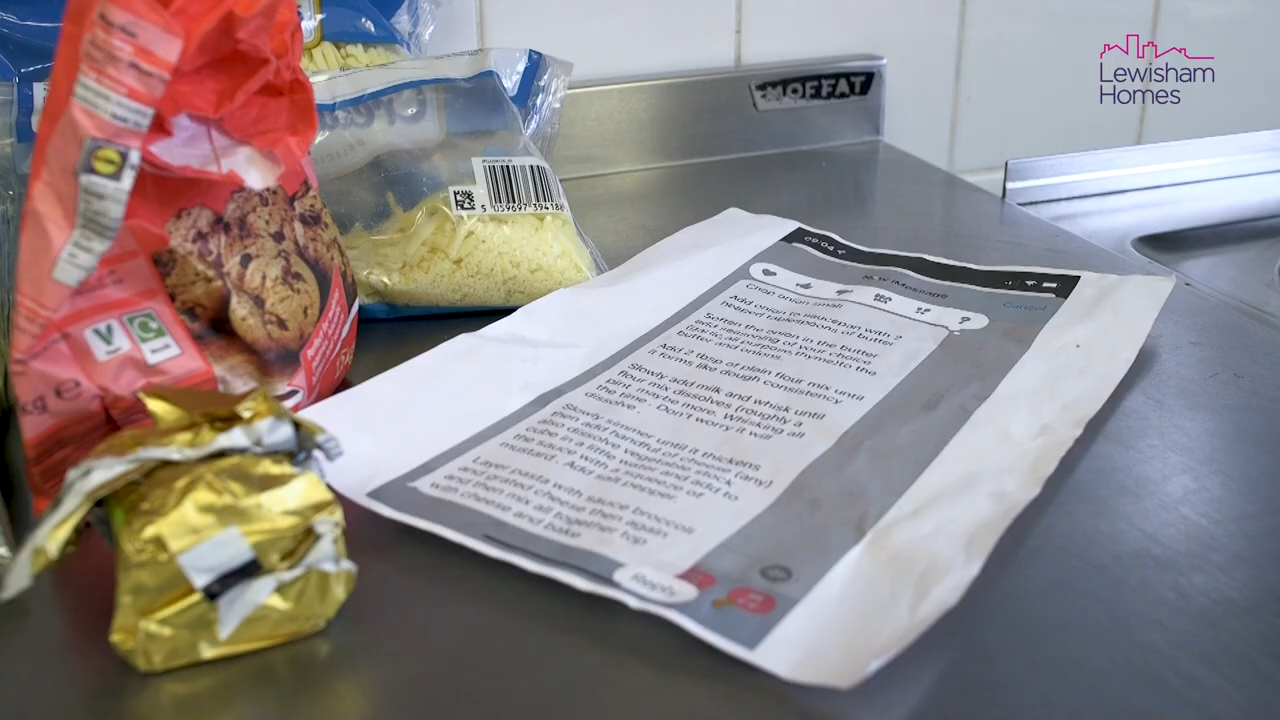 Lewisham
Homes
MOFFAT
5 059697 394186
kg e
09:04
New iMessage
Cancel
Chop onion small
Add onion to saucepan with 2
heaped tablespoons of butter
Soften the onion in the butter
add seasoning of your choice
(garlic, all purpose, thyme) to the
butter and onions.
Add 2 tbsp of plain flour mix until
it forms like dough consistency
Slowly add milk and whisk until
flour mix dissolves (roughly a
pint maybe more. Whisking all
the time . Don't worry it will
dissolve .
Slowly simmer until it thickens
then add handful of cheese (any)
also dissolve vegetable stock
cube in a little water and add to
the sauce with a squeeze of
mustard . Add salt pepper.
Layer pasta with sauce broccoli
and grated cheese then again
and then mix all together top
with cheese and bake
Reply